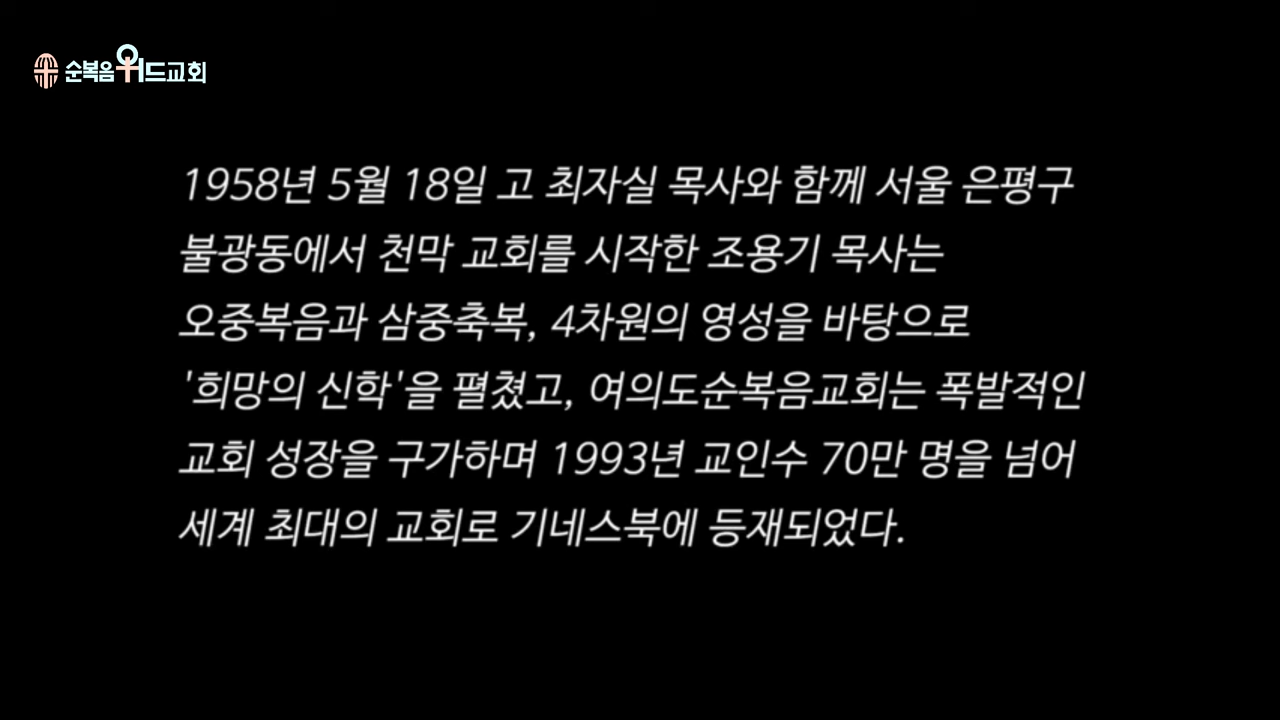 순복음위드교회
1958년 5월 18일 고 최자실 목사와 함께 서울 은평구
불광동에서 천막 교회를 시작한 조용기 목사는
오중복음과 삼중축복, 4차원의 영성을 바탕으로
'희망의 신학'을 펼쳤고, 여의도순복음교회는 폭발적인
교회 성장을 구가하며 1993년 교인수 70만 명을 넘어
세계 최대의 교회로 기네스북에 등재되었다.